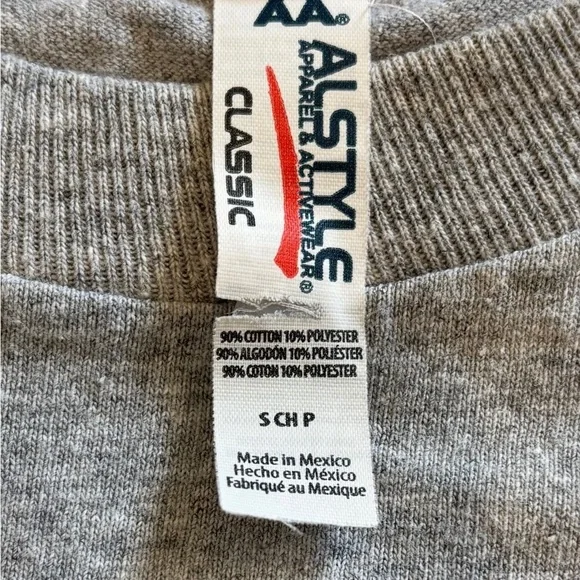 AA®
ALSTYLE
APPAREL & ACTIVEWEAR®
CLASSIC
90% COTTON 10% POLYESTER
90% ALGODÓN 10% POLIÉSTER
90% COTON 10% POLYESTER
S CH P
Made in Mexico
Hecho en México
Fabriqué au Mexique